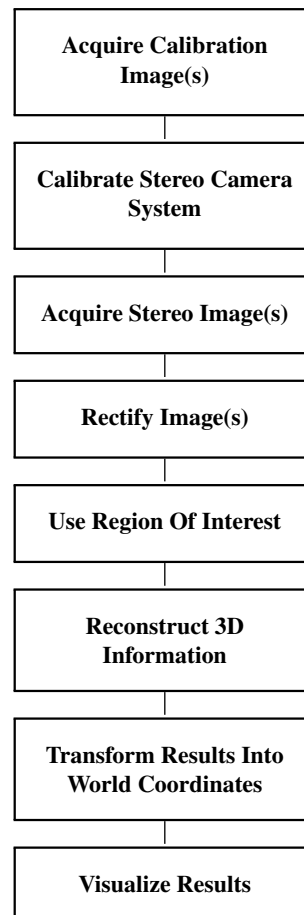 Acquire Calibration
Image(s)
Calibrate Stereo Camera
System
Acquire Stereo Image(s)
Rectify Image(s)
Use Region Of Interest
Reconstruct 3D
Information
Transform Results Into
World Coordinates
Visualize Results